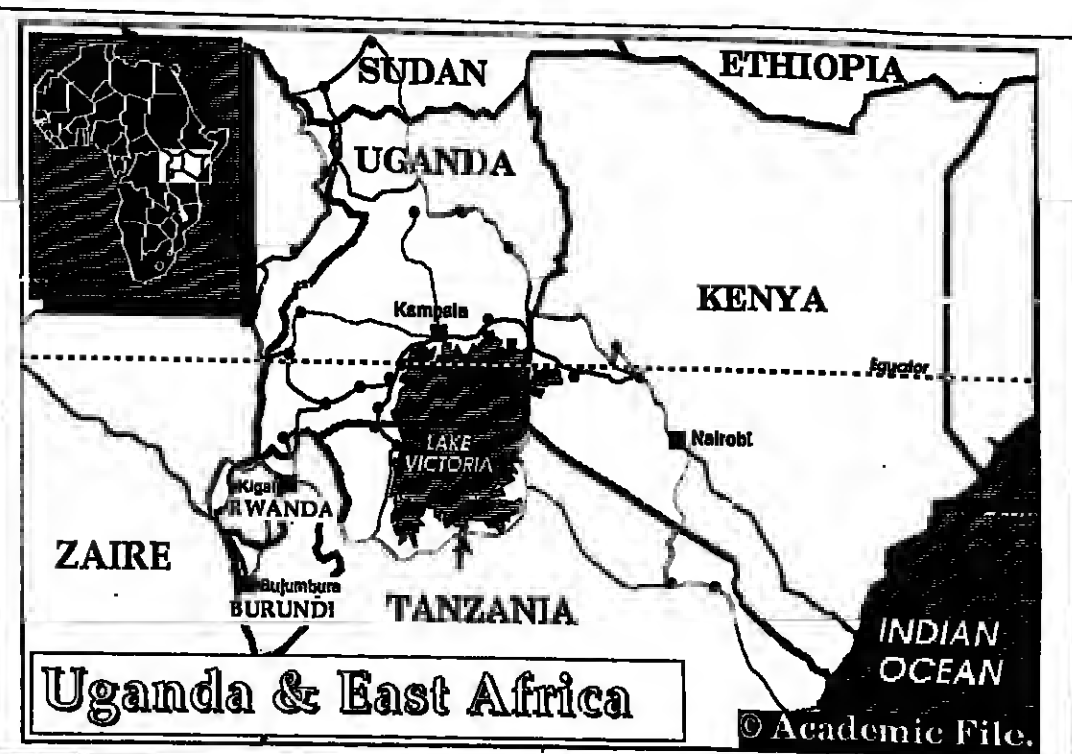 SUDAN
ETHIOPIA
UGANDA
KENYA
Kampala
Equator
LAKE
VICTORIA
Nairobi
Kigali
RWANDA
ZAIRE
Bujumbura
BURUNDI
TANZANIA
INDIAN
OCEAN
Uganda & East Africa
© Academic File.